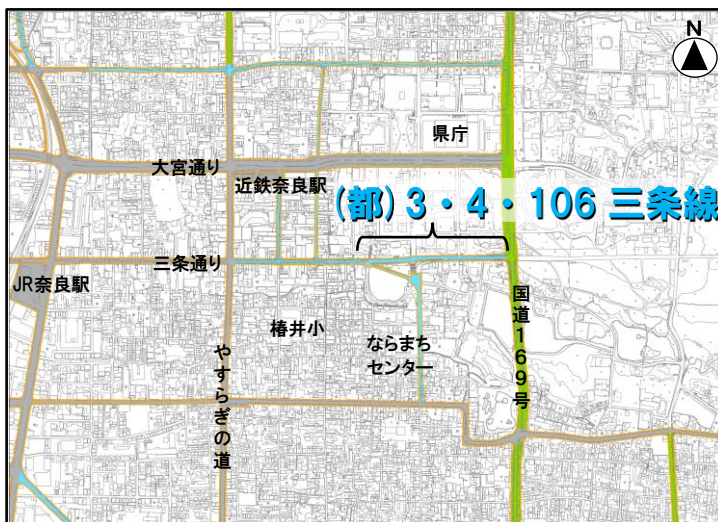 N
県庁
大宮通り
近鉄奈良駅
(都)3・4・106 三条線
三条通り
JR奈良駅
国道169号
椿井小
ならまち
センター
やすらぎの道